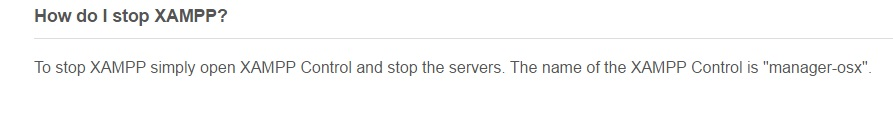 How do I stop XAMPP?
To stop XAMPP simply open XAMPP Control and stop the servers. The name of the XAMPP Control is "manager-osx".